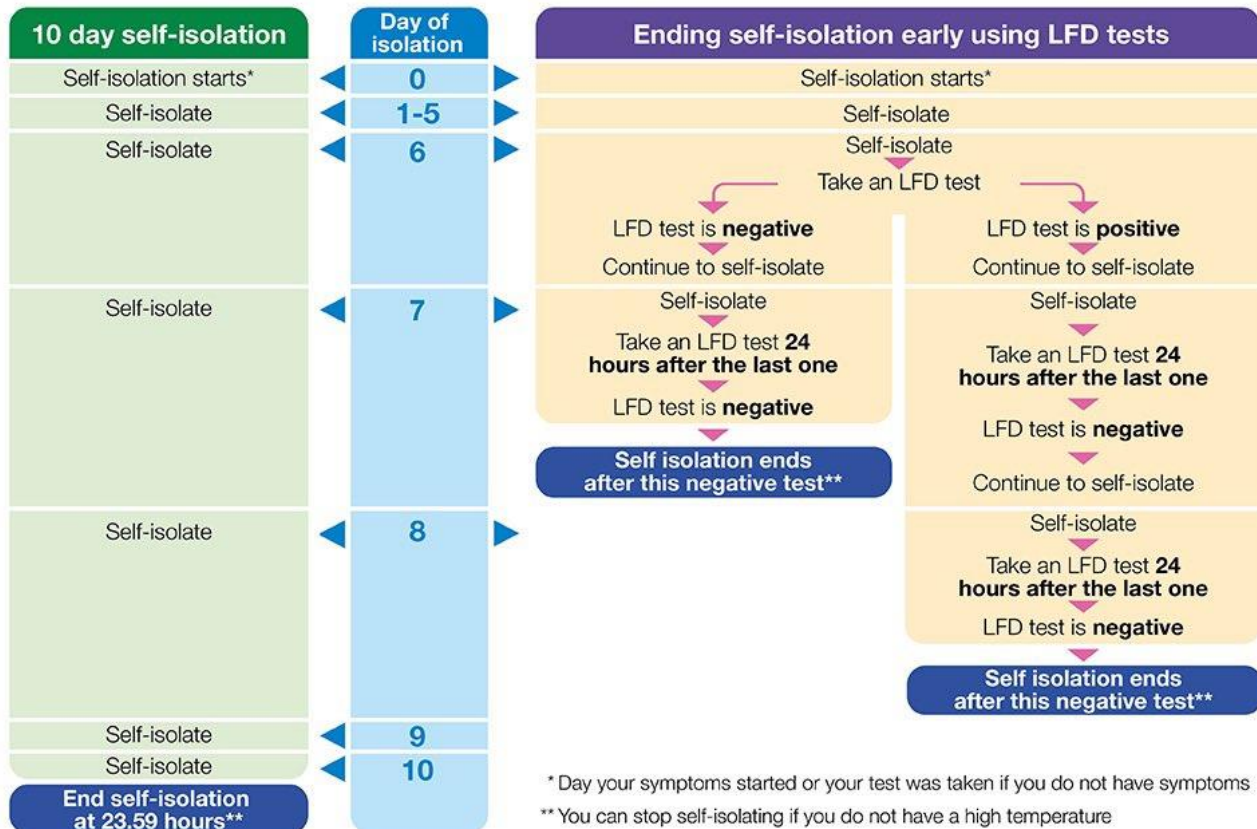 10 day self-isolation
Self-isolation starts*
Self-isolate
Self-isolate
Self-isolate
Self-isolate
Self-isolate
Self-isolate
End self-isolation
at 23.59 hours**
Day of
isolation
0
1-5
6
7
8
9
10
Ending self-isolation early using LFD tests
Self-isolation starts*
Self-isolate
Self-isolate
Take an LFD test
LFD test is negative
Continue to self-isolate
Self-isolate
Take an LFD test 24
hours after the last one
LFD test is negative
Self isolation ends
after this negative test**
LFD test is positive
Continue to self-isolate
Self-isolate
Take an LFD test 24
hours after the last one
LFD test is negative
Continue to self-isolate
Self-isolate
Take an LFD test 24
hours after the last one
LFD test is negative
Self isolation ends
after this negative test**
* Day your symptoms started or your test was taken if you do not have symptoms
** You can stop self-isolating if you do not have a high temperature